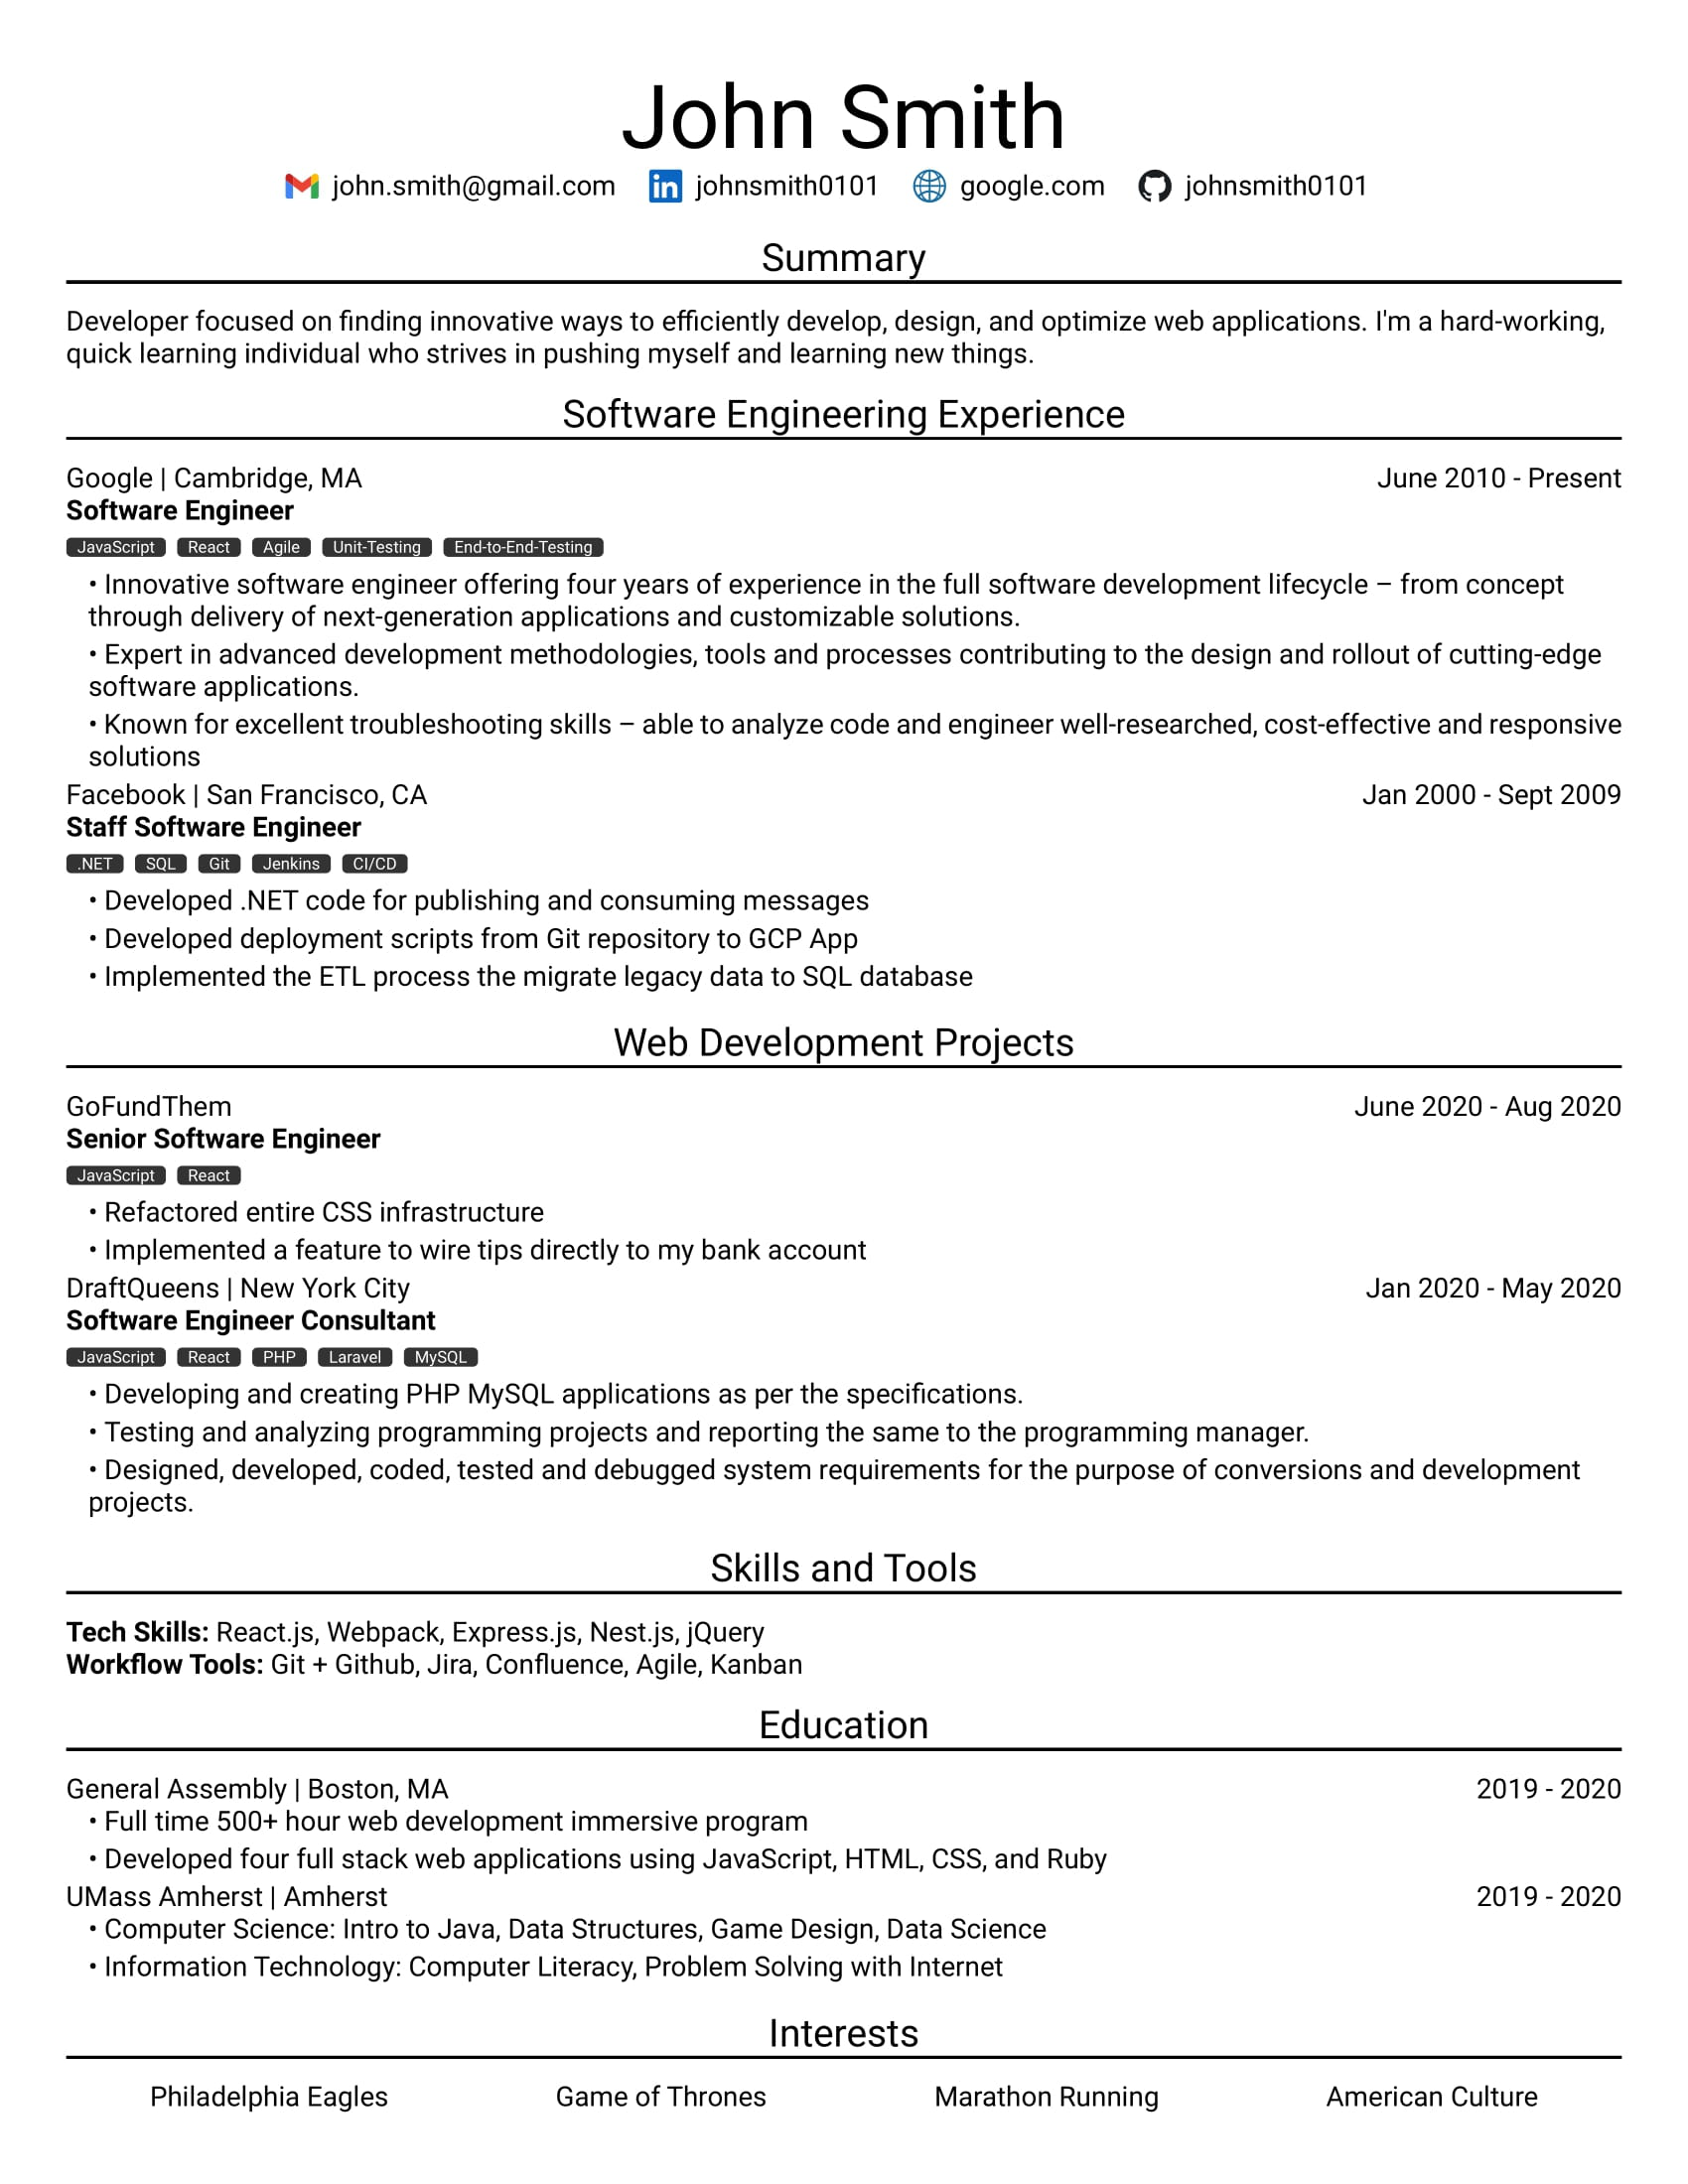 John Smith
john.smith@gmail.com johnsmith0101 google.com johnsmith0101
Summary
Developer focused on finding innovative ways to efficiently develop, design, and optimize web applications. I'm a hard-working,
quick learning individual who strives in pushing myself and learning new things.
Software Engineering Experience
Google | Cambridge, MA June 2010 - Present
Software Engineer
JavaScript React Agile Unit-Testing End-to-End-Testing
• Innovative software engineer offering four years of experience in the full software development lifecycle – from concept
through delivery of next-generation applications and customizable solutions.
• Expert in advanced development methodologies, tools and processes contributing to the design and rollout of cutting-edge
software applications.
• Known for excellent troubleshooting skills – able to analyze code and engineer well-researched, cost-effective and responsive
solutions
Facebook | San Francisco, CA Jan 2000 - Sept 2009
Staff Software Engineer
.NET SQL Git Jenkins CI/CD
• Developed .NET code for publishing and consuming messages
• Developed deployment scripts from Git repository to GCP App
• Implemented the ETL process the migrate legacy data to SQL database
Web Development Projects
GoFundThem June 2020 - Aug 2020
Senior Software Engineer
JavaScript React
• Refactored entire CSS infrastructure
• Implemented a feature to wire tips directly to my bank account
DraftQueens | New York City Jan 2020 - May 2020
Software Engineer Consultant
JavaScript React PHP Laravel MySQL
• Developing and creating PHP MySQL applications as per the specifications.
• Testing and analyzing programming projects and reporting the same to the programming manager.
• Designed, developed, coded, tested and debugged system requirements for the purpose of conversions and development
projects.
Skills and Tools
Tech Skills: React.js, Webpack, Express.js, Nest.js, jQuery
Workflow Tools: Git + Github, Jira, Confluence, Agile, Kanban
Education
General Assembly | Boston, MA 2019 - 2020
• Full time 500+ hour web development immersive program
• Developed four full stack web applications using JavaScript, HTML, CSS, and Ruby
UMass Amherst | Amherst 2019 - 2020
• Computer Science: Intro to Java, Data Structures, Game Design, Data Science
• Information Technology: Computer Literacy, Problem Solving with Internet
Interests
Philadelphia Eagles Game of Thrones Marathon Running American Culture